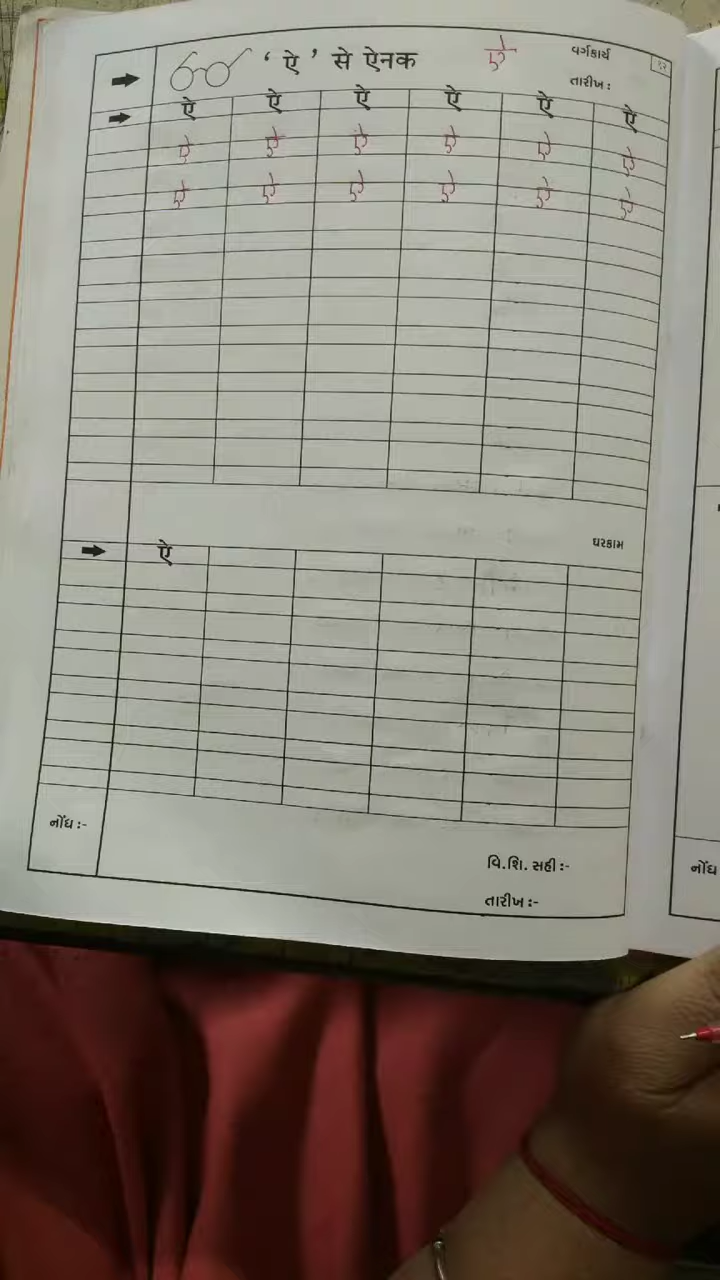 ' ऐ ' से ऐनक ऐ વર્ગકાર્ય
તારીખ :
ऐ ऐ ऐ ऐ ऐ ऐ
ऐ ऐ ऐ ऐ ऐ ऐ
ऐ ऐ ऐ ऐ ऐ ऐ
ઘરકામ
ऐ
નોંધ :-
વિ.શિ. સહી :-
તારીખ :-
નોંધ